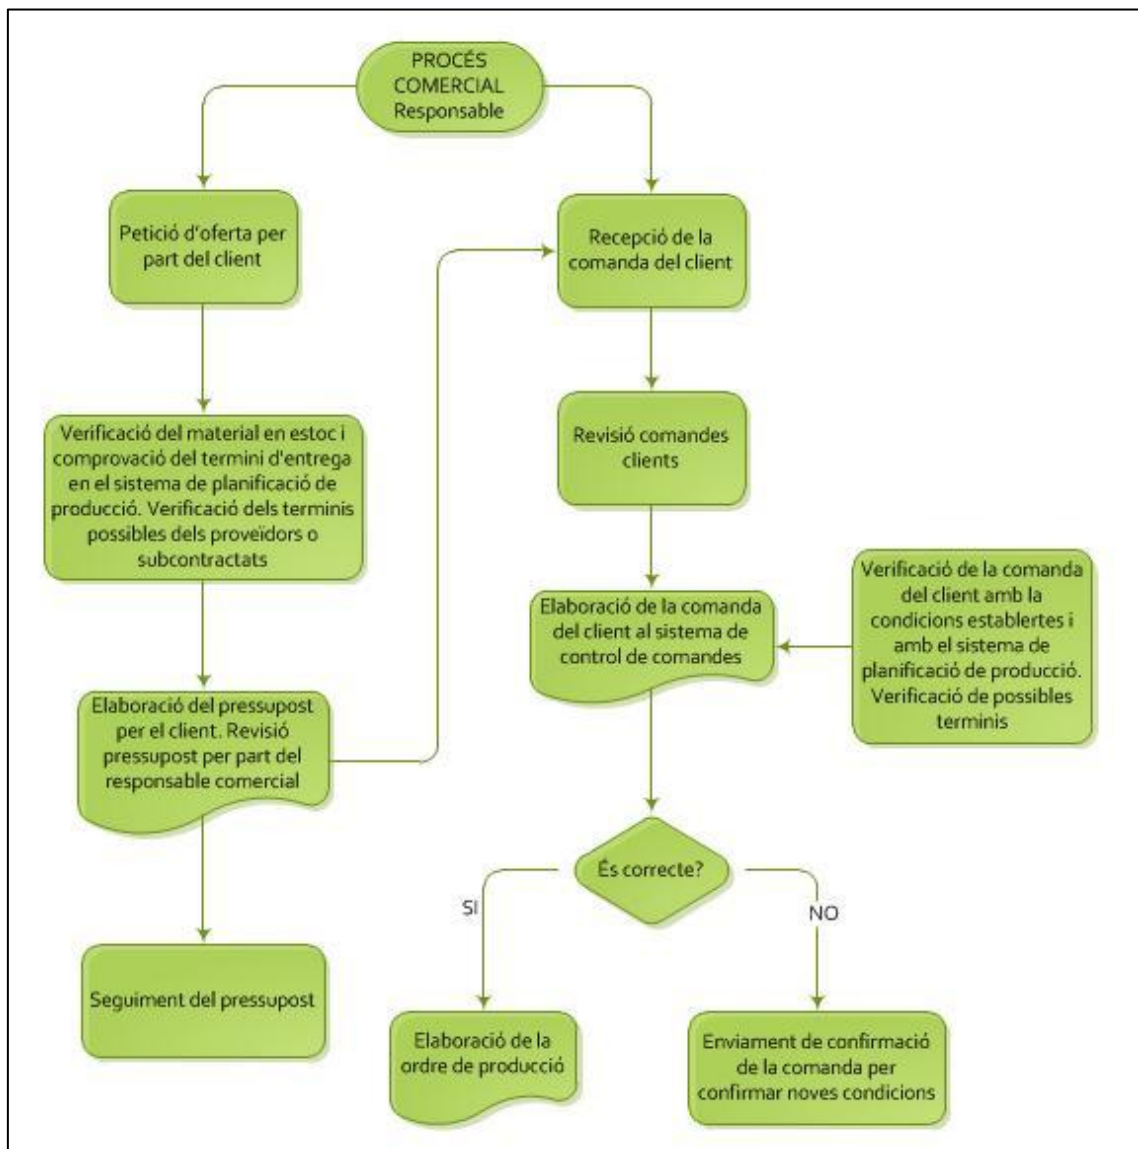 PROCÉS
COMERCIAL
Responsable
Petició d'oferta per
part del client
Recepció de la
comanda del client
Verificació del material en estoc i
comprovació del termini d'entrega
en el sistema de planificació de
producció. Verificació dels terminis
possibles dels proveïdors o
subcontractats
Revisió comandes
clients
Elaboració de la comanda
del client al sistema de
control de comandes
Verificació de la comanda
del client amb la
condicions establertes i
amb el sistema de
planificació de producció.
Verificació de possibles
terminis
Elaboració del pressupost
per el client. Revisió
pressupost per part del
responsable comercial
És correcte?
SI
NO
Seguiment del pressupost
Elaboració de la
ordre de producció
Enviament de confirmació
de la comanda per
confirmar noves condicions